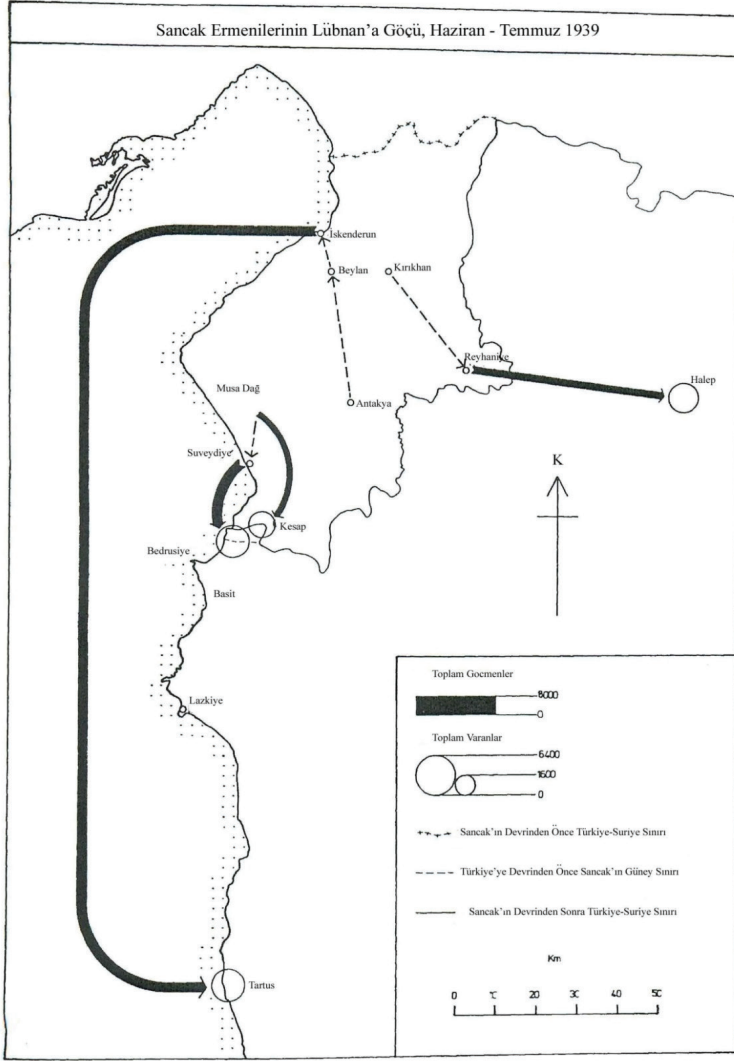 Sancak Ermenilerinin Lübnan'a Göçü, Haziran - Temmuz 1939
İskenderun
Beylan
Kırıkhan
Reyhaniye
Halep
Musa Dağ
Antakya
Suveydiye
K
Kesap
Bedrusiye
Basit
Lazkiye
Tartus
Toplam Gocmenler
8000
0
Toplam Varanlar
6400
1600
0
Sancak'ın Devrinden Önce Türkiye-Suriye Sınırı
Türkiye'ye Devrinden Önce Sancak'ın Güney Sınırı
Sancak'ın Devrinden Sonra Türkiye-Suriye Sınırı
Km
0 20 40 50